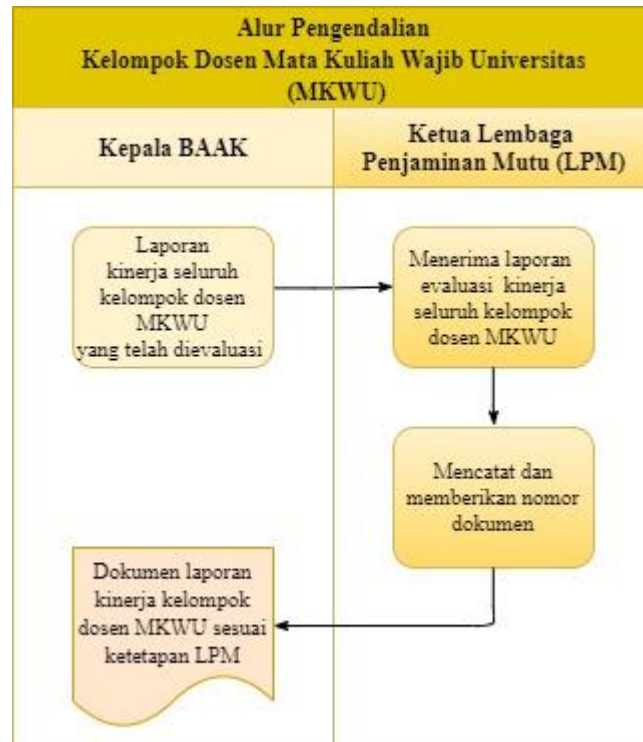 Alur Pengendalian
Kelompok Dosen Mata Kuliah Wajib Universitas
(MKWU)
Kepala BAAK
Ketua Lembaga
Penjaminan Mutu (LPM)
Laporan
kinerja seluruh
kelompok dosen
MKWU
yang telah dievaluasi
Menerima laporan
evaluasi kinerja
seluruh kelompok
dosen MKWU
Mencatat dan
memberikan nomor
dokumen
Dokumen laporan
kinerja kelompok
dosen MKWU sesuai
ketetapan LPM